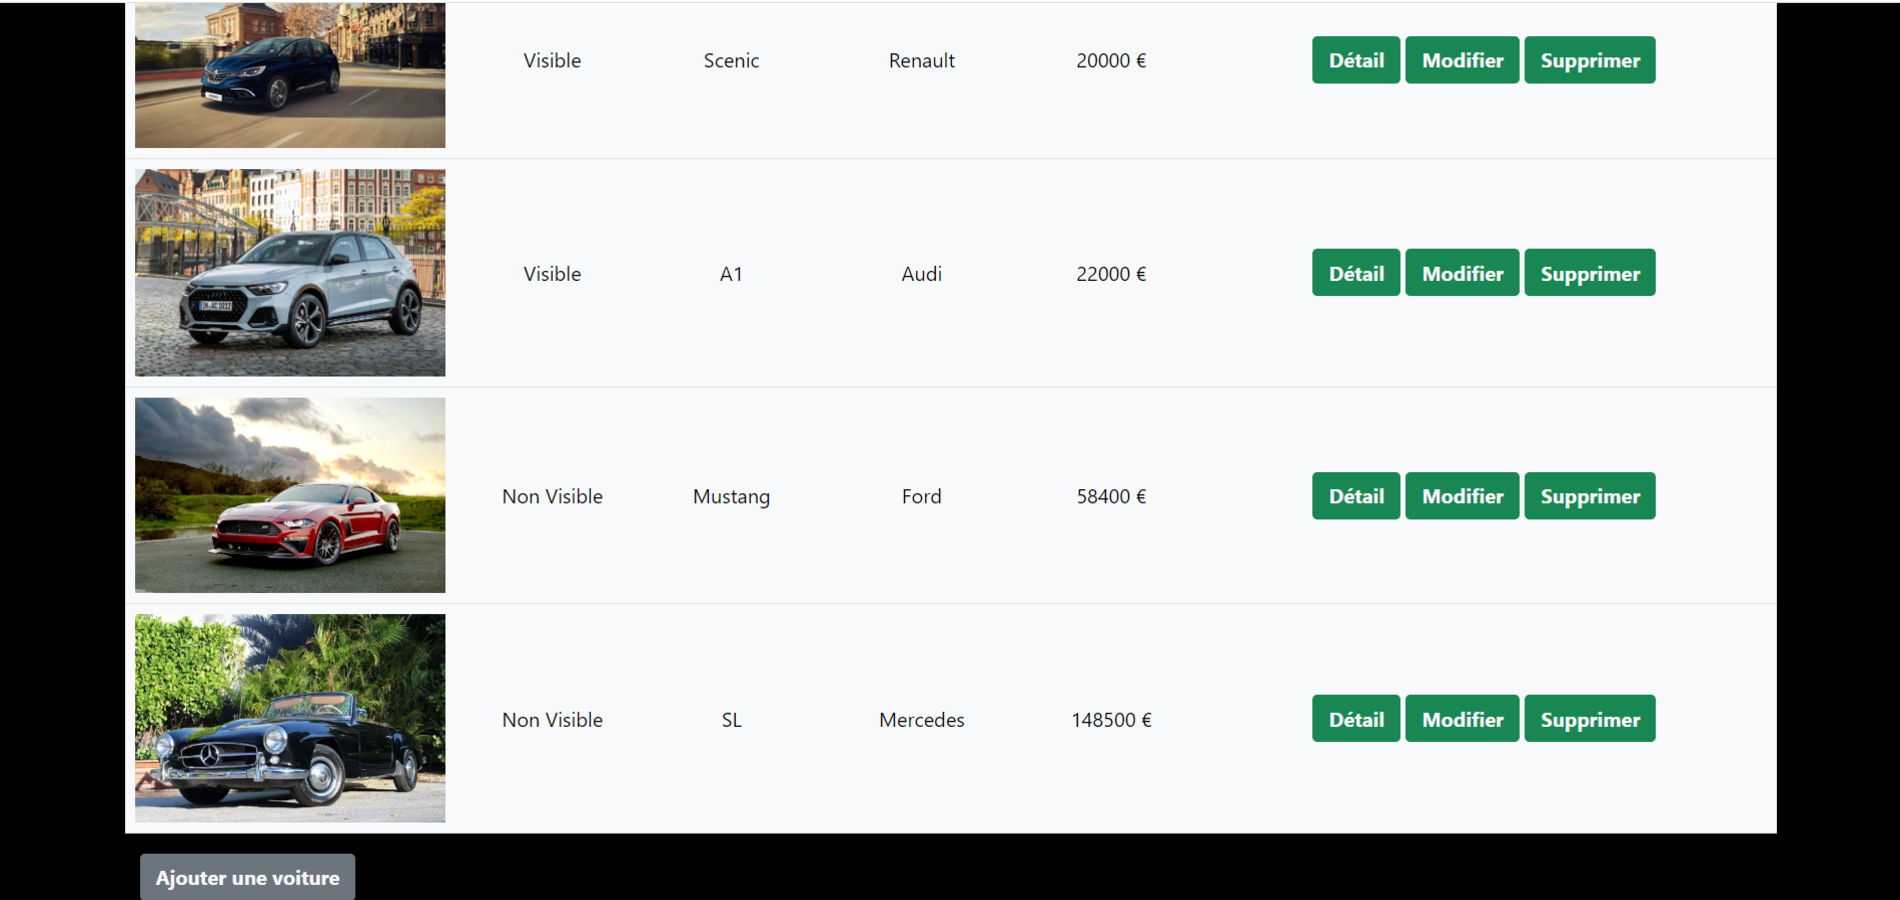 Visible Scenic Renault 20000 € Détail Modifier Supprimer
Visible A1 Audi 22000 € Détail Modifier Supprimer
Non Visible Mustang Ford 58400 € Détail Modifier Supprimer
Non Visible SL Mercedes 148500 € Détail Modifier Supprimer
Ajouter une voiture